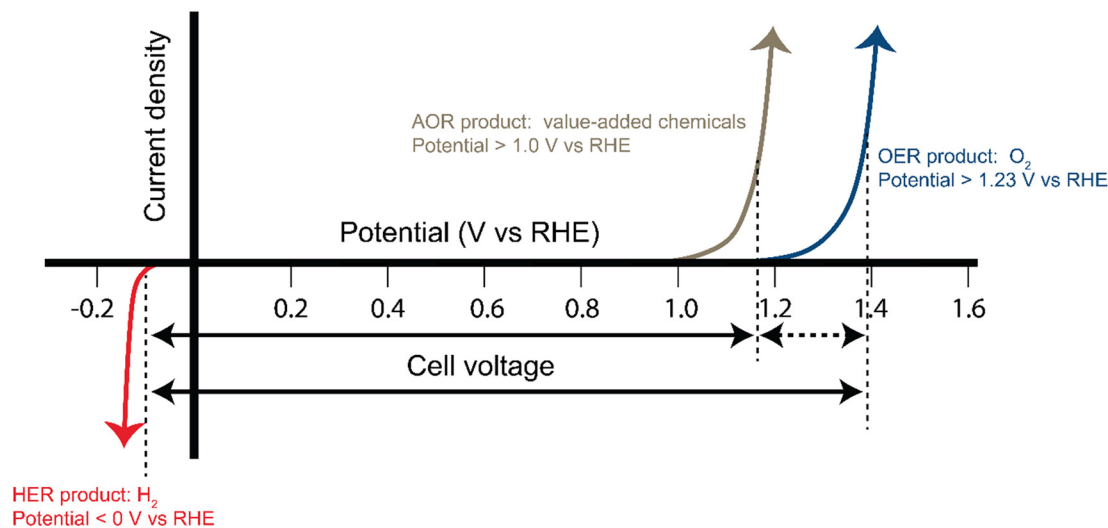 Current density
AOR product: value-added chemicals
Potential > 1.0 V vs RHE
OER product: O₂
Potential > 1.23 V vs RHE
Potential (V vs RHE)
-0.2 0.2 0.4 0.6 0.8 1.0 1.2 1.4 1.6
Cell voltage
HER product: H₂
Potential < 0 V vs RHE